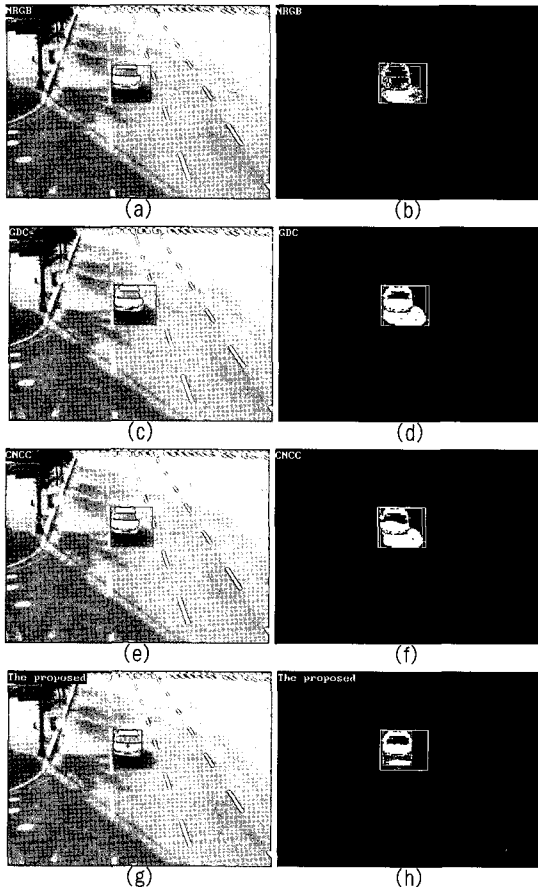 NRGB
NRGB
(a)
(b)
GDC
GDC
(c)
(d)
CNCC
CNCC
(e)
(f)
The proposed
The proposed
(g)
(h)